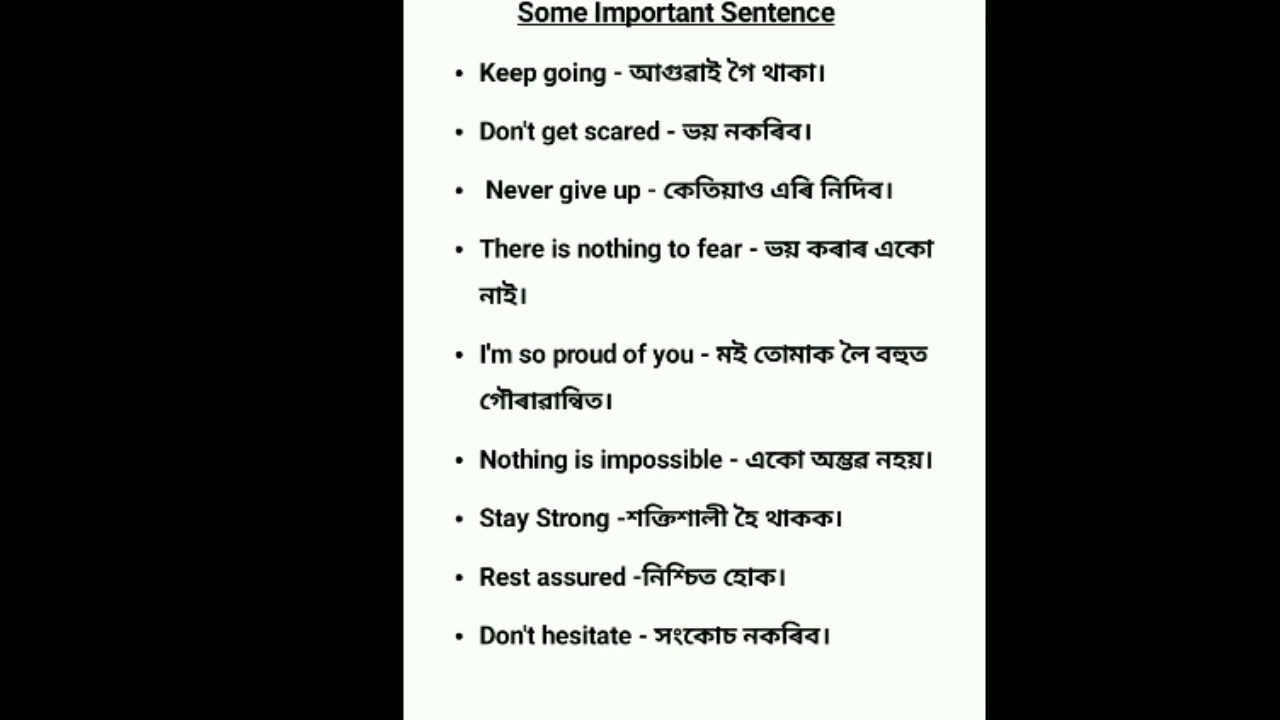 Some Important Sentence
• Keep going - আগুৱাই গৈ থাকা।
• Don't get scared - ভয় নকৰিব।
• Never give up - কেতিয়াও এৰি নিদিব।
• There is nothing to fear - ভয় কৰাৰ একো
নাই।
• I'm so proud of you - মই তোমাক লৈ বহুত
গৌৰাৱান্বিত।
• Nothing is impossible - একো অম্ভৱ নহয়।
• Stay Strong -শক্তিশালী হৈ থাকক।
• Rest assured -নিশ্চিত হোক।
• Don't hesitate - সংকোচ নকৰিব।